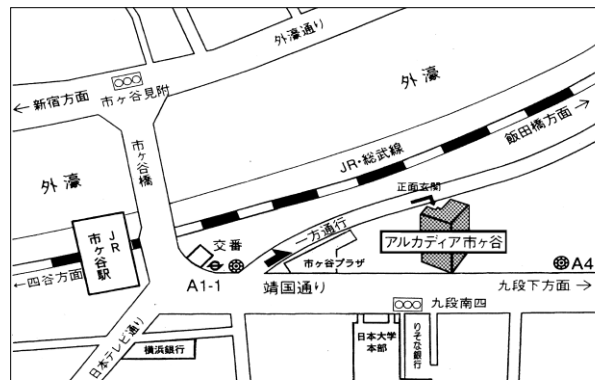 外濠通り
外濠
←新宿方面
市ヶ谷見附
飯田橋方面→
市ヶ谷橋
JR・総武線
外濠
正面玄関
JR
市ヶ谷駅
交番
一方通行
アルカディア市ヶ谷
市ヶ谷プラザ
←四谷方面
A1-1
靖国通り
九段下方面→
A4
九段南四
日本テレビ通り
横浜銀行
日本大学
本部
りそな銀行